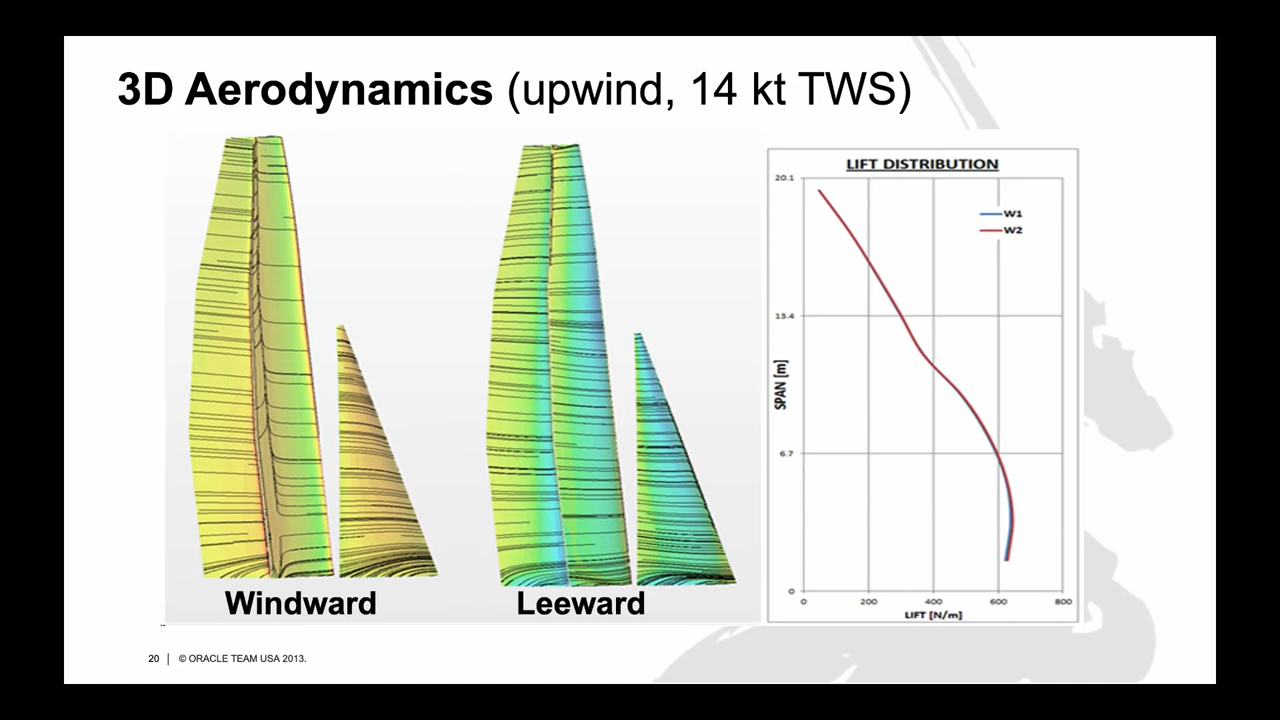 3D Aerodynamics (upwind, 14 kt TWS)
LIFT DISTRIBUTION
20.1
W1
W2
13.4
SPAN [m]
6.7
0
0 200 400 600 800
LIFT [N/m]
Windward
Leeward
20 | © ORACLE TEAM USA 2013.